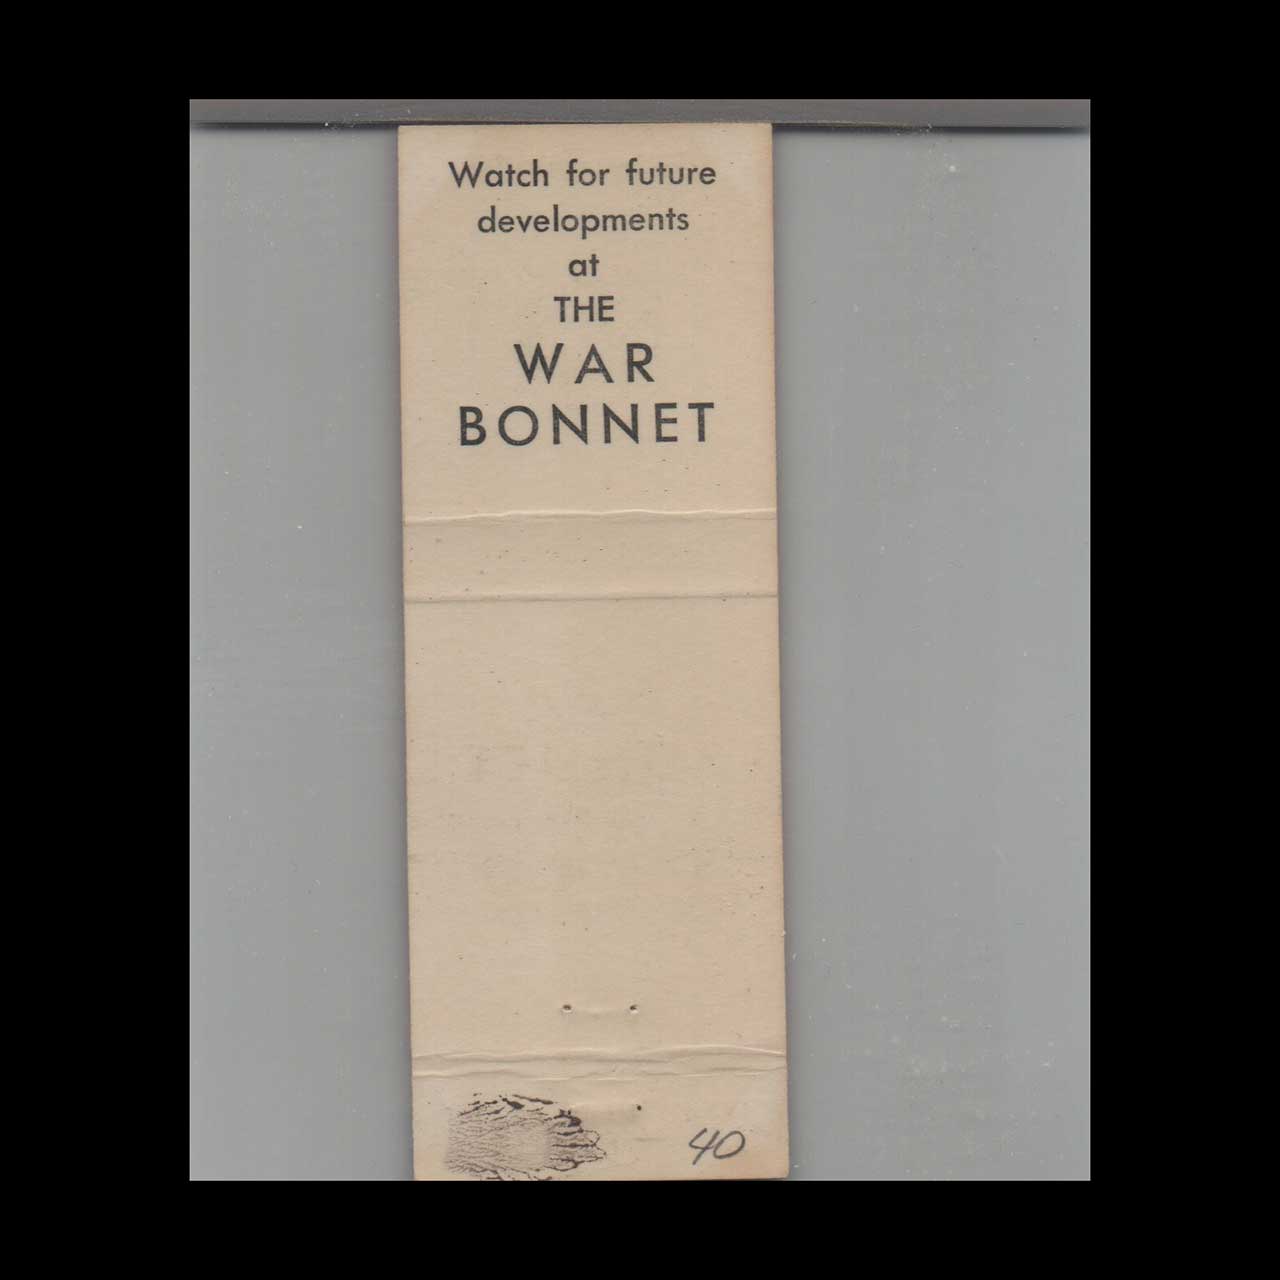 Watch for future
developments
at
THE
WAR
BONNET
40